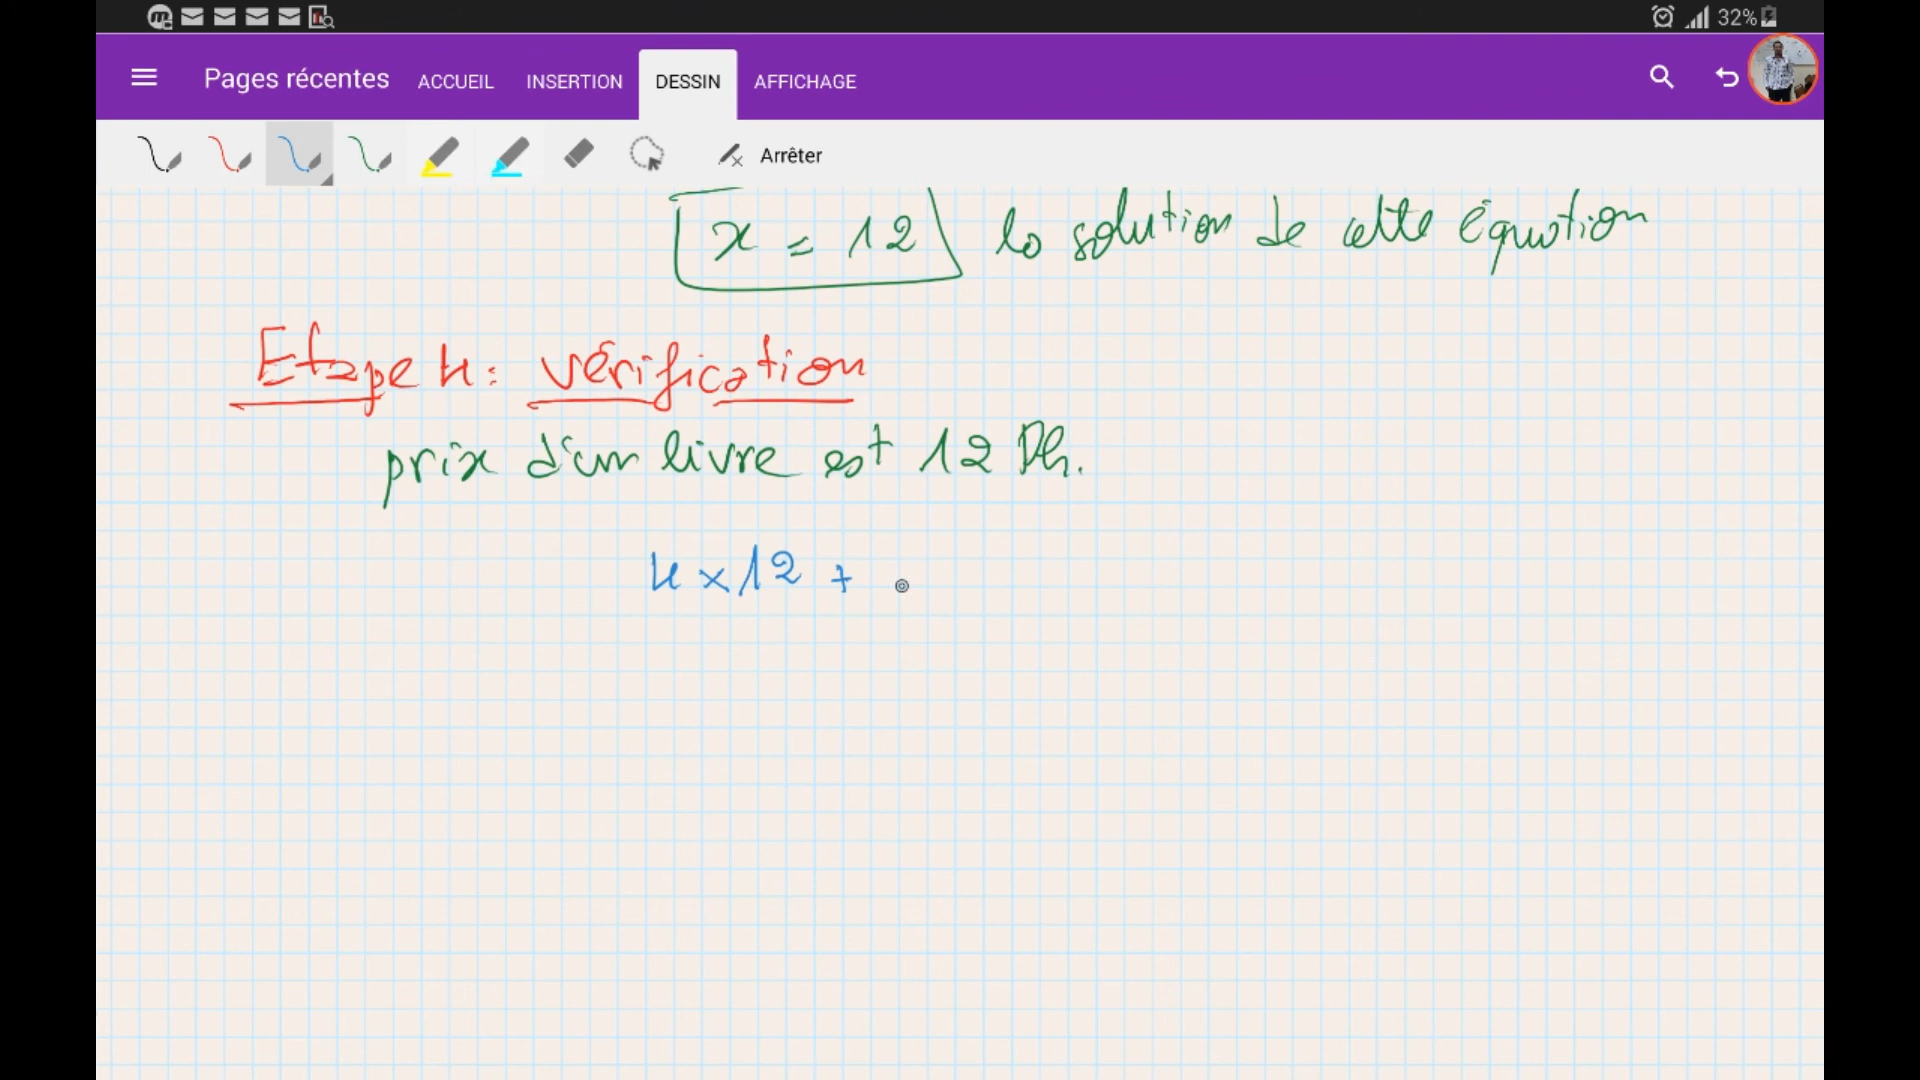 32%
Pages récentes ACCUEIL INSERTION DESSIN AFFICHAGE
Arrêter
x = 12 la solution de cette équation
Etape 4: vérification
prix d'un livre est 12 Dh.
4 × 12 +